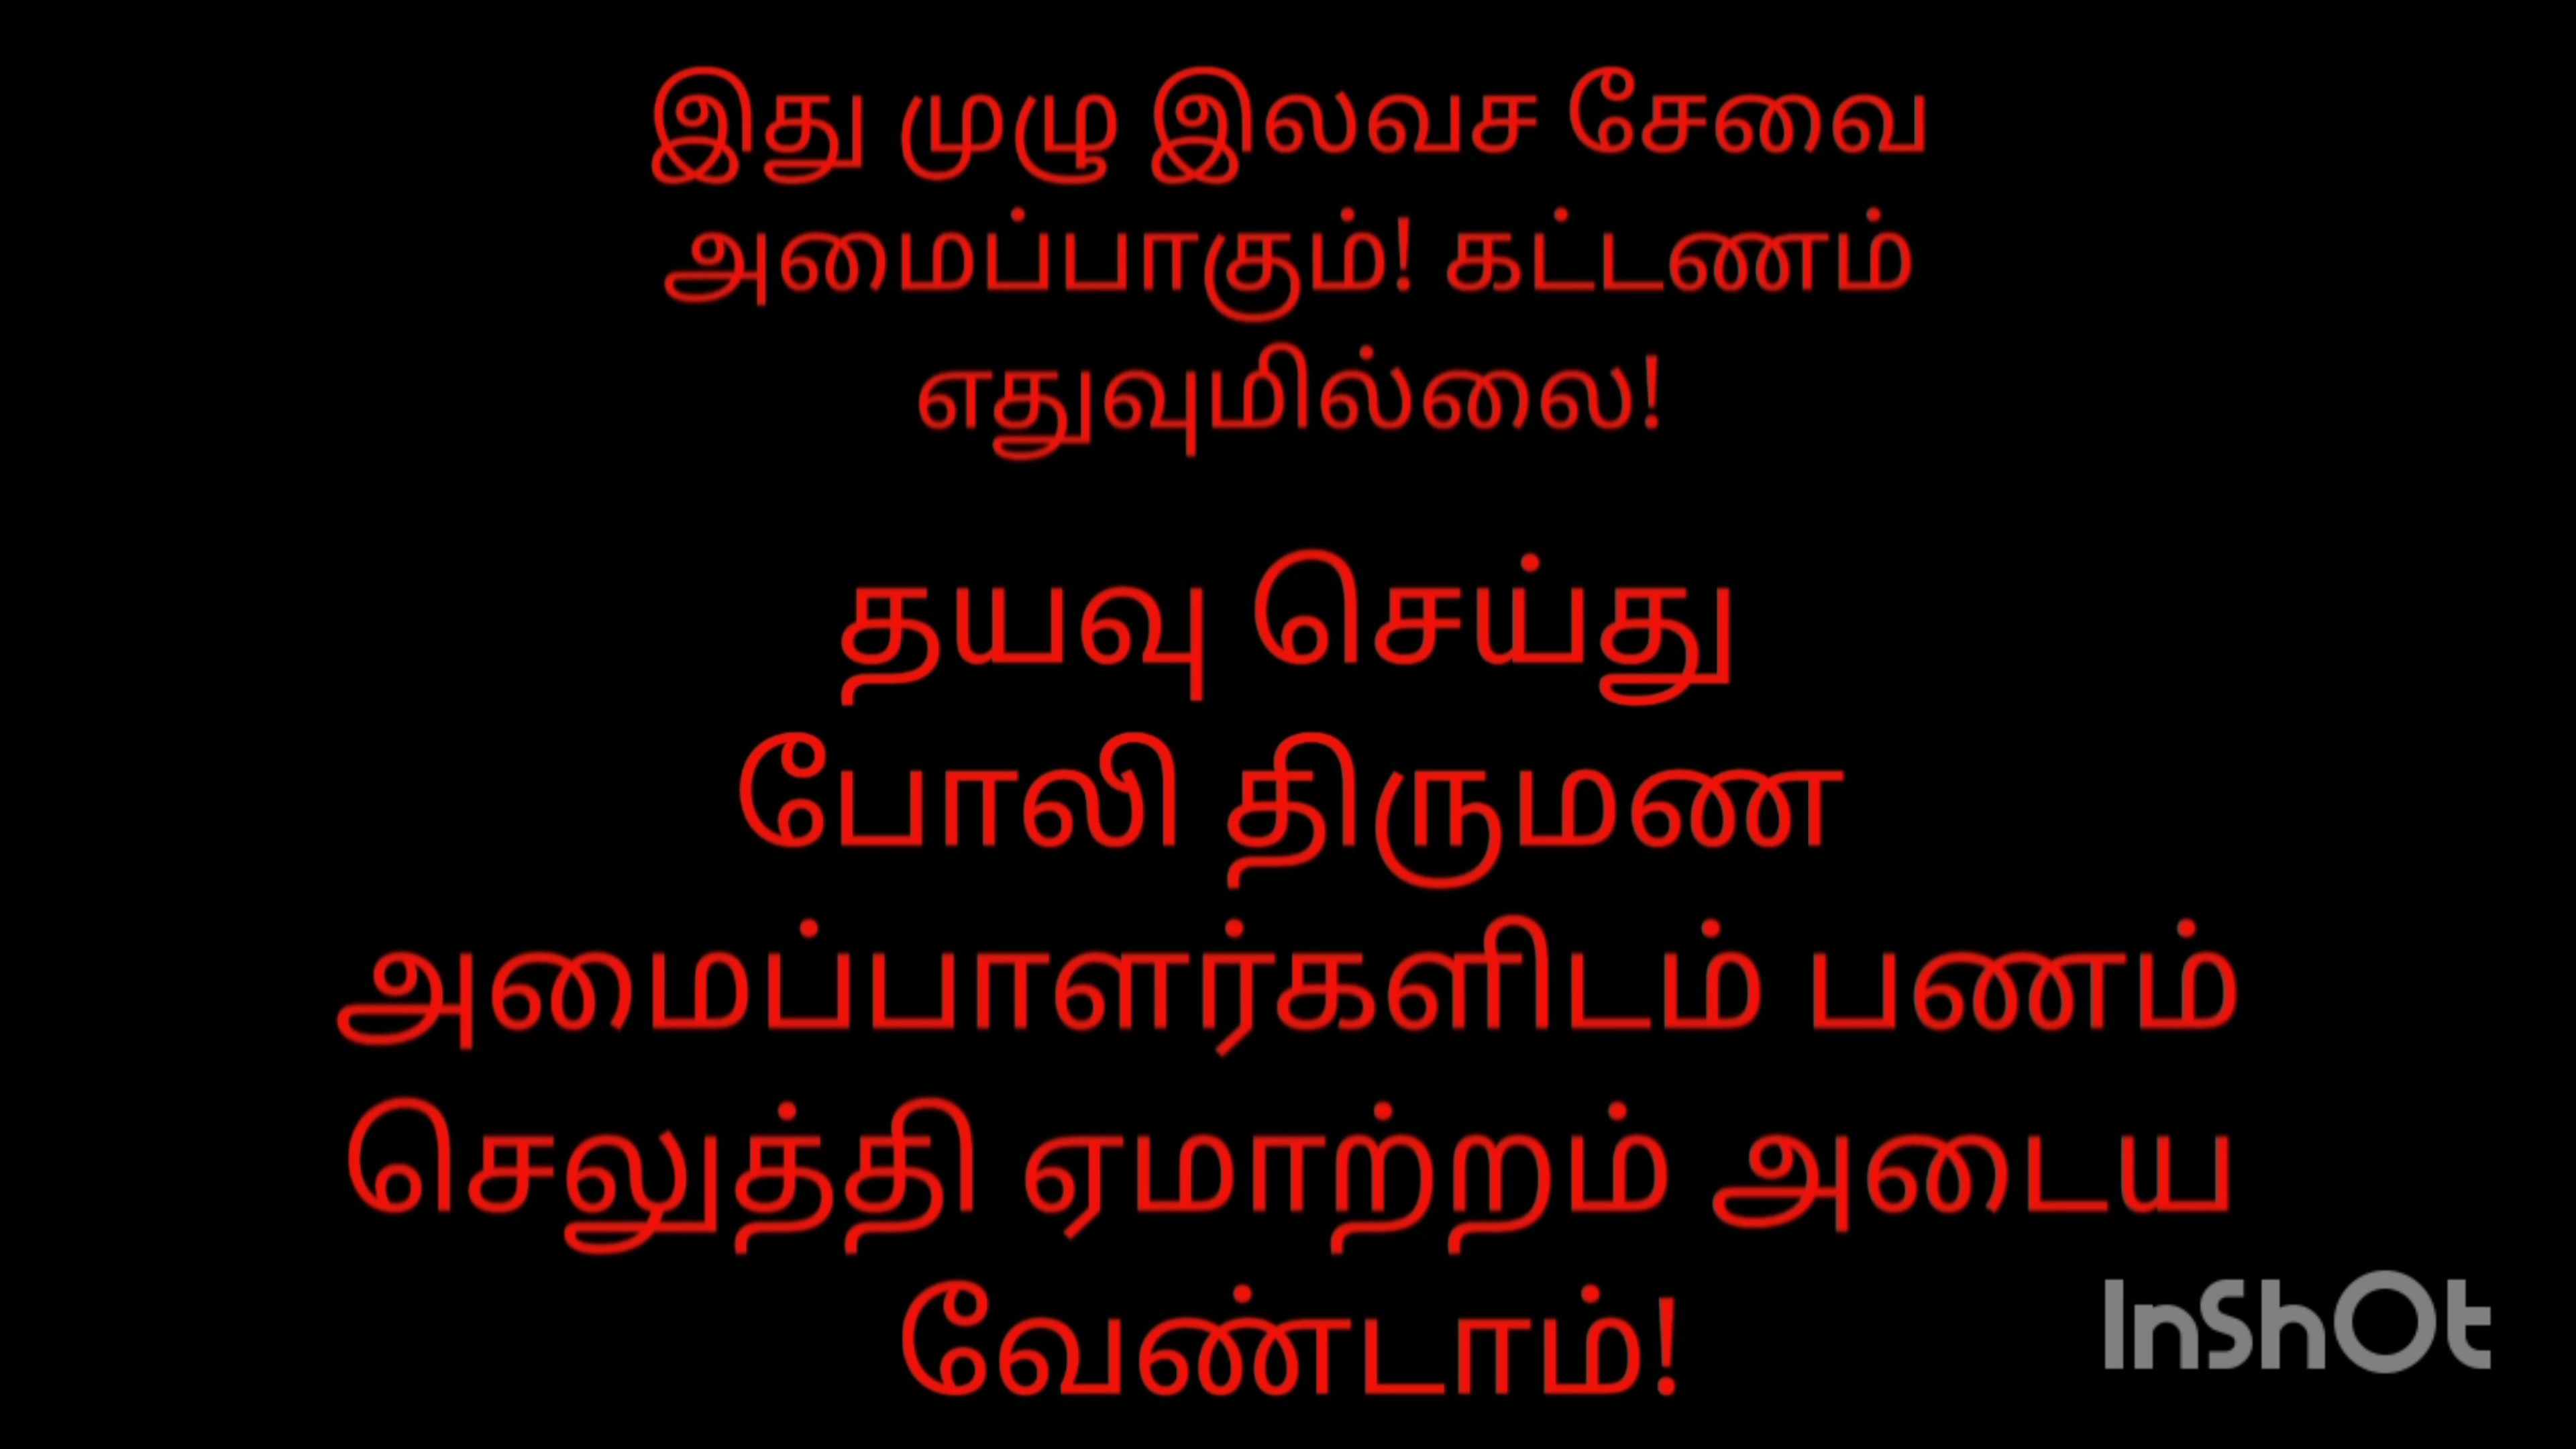 இது முழு இலவச சேவை
அமைப்பாகும்! கட்டணம்
எதுவுமில்லை!
தயவு செய்து
போலி திருமண
அமைப்பாளர்களிடம் பணம்
செலுத்தி ஏமாற்றம் அடைய
வேண்டாம்!
InShOt